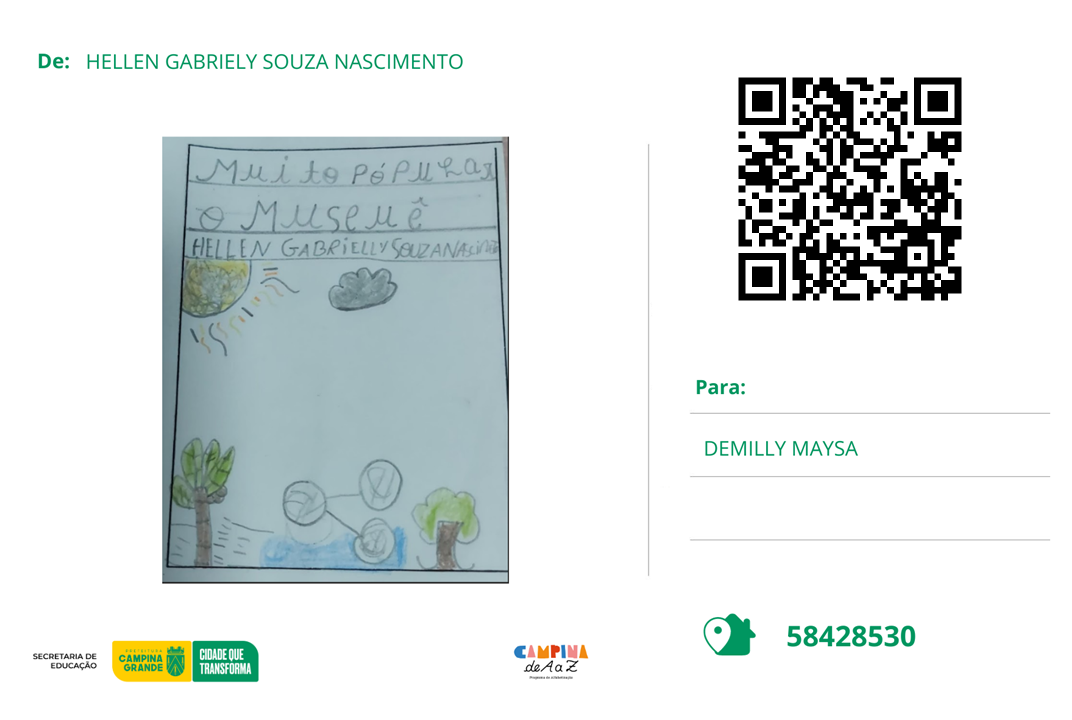 De: HELLEN GABRIELY SOUZA NASCIMENTO
Muito pópular
o Museuê
HELLEN GABRIELLY SOUZA NASCIMEN
Para:
DEMILLY MAYSA
58428530
SECRETARIA DE
EDUCAÇÃO
PREFEITURA
CAMPINA
GRANDE
CIDADE QUE
TRANSFORMA
CAMPINA
de A a Z
Programa de Alfabetização